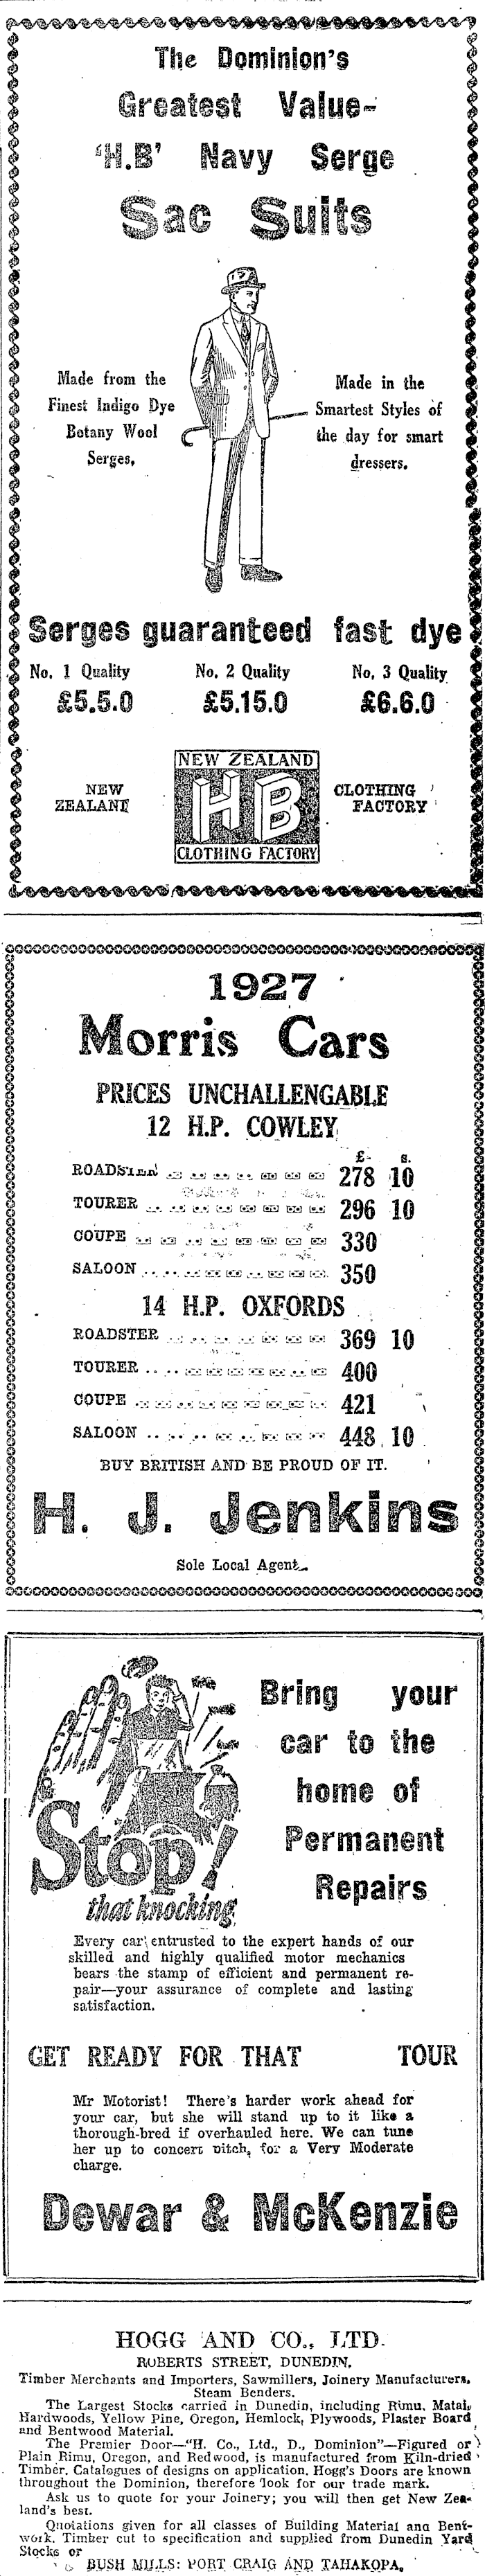 The Dominion's
Greatest Value-
'H.B' Navy Serge
Sac Suits
Made from the
Finest Indigo Dye
Botany Wool
Serges,
Made in the
Smartest Styles of
the day for smart
dressers.
Serges guaranteed fast dye
No. 1 Quality No. 2 Quality No. 3 Quality
£5.5.0 £5.15.0 £6.6.0
NEW
ZEALAND
NEW ZEALAND
HB
CLOTHING FACTORY
CLOTHING
FACTORY
1927
Morris Cars
PRICES UNCHALLENGABLE
12 H.P. COWLEY
£ s.
ROADSTER 278 10
TOURER 296 10
COUPE 330
SALOON 350
14 H.P. OXFORDS
ROADSTER 369 10
TOURER 400
COUPE 421
SALOON 448 10
BUY BRITISH AND BE PROUD OF IT.
H. J. Jenkins
Sole Local Agent
Stop!
that knocking
Bring your
car to the
home of
Permanent
Repairs
Every car entrusted to the expert hands of our
skilled and highly qualified motor mechanics
bears the stamp of efficient and permanent re-
pair—your assurance of complete and lasting
satisfaction.
GET READY FOR THAT TOUR
Mr Motorist! There's harder work ahead for
your car, but she will stand up to it like a
thorough-bred if overhauled here. We can tune
her up to concert pitch, for a Very Moderate
charge.
Dewar & McKenzie
HOGG AND CO., LTD.
ROBERTS STREET, DUNEDIN,
Timber Merchants and Importers, Sawmillers, Joinery Manufacturers,
Steam Benders.
The Largest Stocks carried in Dunedin, including Rimu, Matai,
Hardwoods, Yellow Pine, Oregon, Hemlock, Plywoods, Plaster Board
and Bentwood Material.
The Premier Door—"H. Co., Ltd., D., Dominion"—Figured or
Plain Rimu, Oregon, and Redwood, is manufactured from Kiln-dried
Timber. Catalogues of designs on application. Hogg's Doors are known
throughout the Dominion, therefore look for our trade mark.
Ask us to quote for your Joinery; you will then get New Zea-
land's best.
Quotations given for all classes of Building Material and Bent-
work. Timber cut to specification and supplied from Dunedin Yard
Stocks or
BUSH MILLS: PORT CRAIG AND TAHAKOPA.